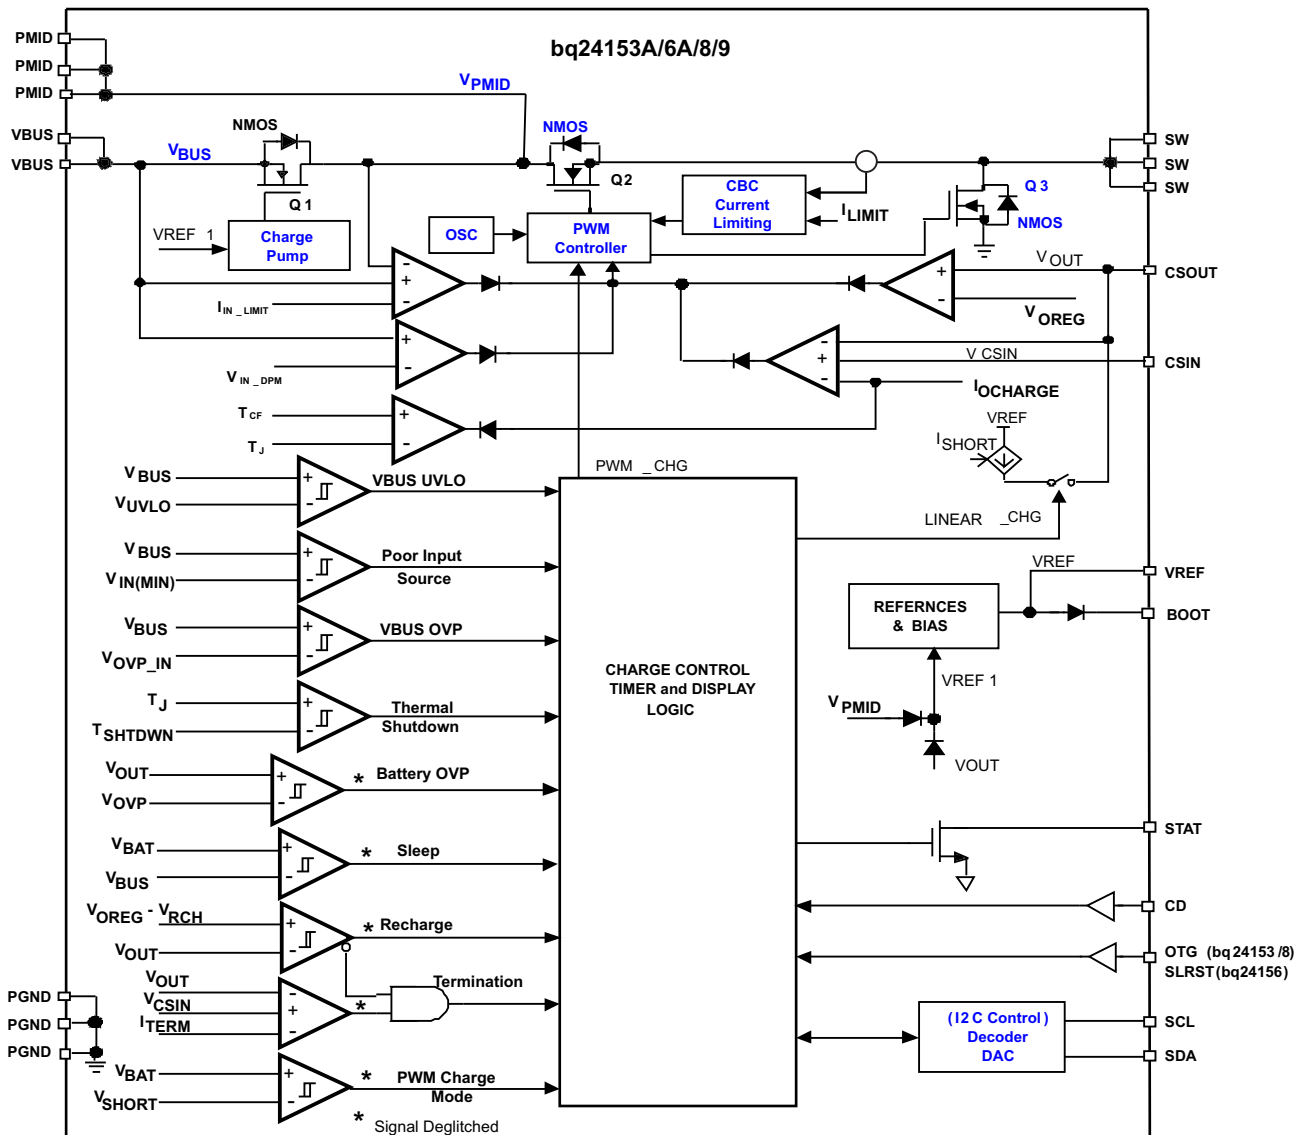 bq24153A/6A/8/9
PMID
PMID
PMID
VBUS
VBUS
VPMID
VBUS
NMOS
Q1
VREF 1
Charge
Pump
NMOS
Q2
OSC
PWM
Controller
CBC
Current
Limiting
ILIMIT
Q3
NMOS
SW
SW
SW
-
+
-
IIN_LIMIT
+
-
VIN_DPM
+
-
TCF
TJ
+
-
VOUT
VOREG
CSOUT
-
+
-
V CSIN
IOCHARGE
CSIN
VREF
ISHORT
LINEAR _CHG
PWM _CHG
VBUS
VUVLO
+
-
VBUS UVLO
VBUS
VIN(MIN)
+
-
Poor Input
Source
VBUS
VOVP_IN
+
-
VBUS OVP
TJ
TSHTDWN
+
-
Thermal
Shutdown
VOUT
VOVP
+
-
* Battery OVP
VBAT
VBUS
+
-
* Sleep
VOREG - VRCH
VOUT
+
-
* Recharge
VOUT
VCSIN
ITERM
-
+
-
*
Termination
VBAT
VSHORT
+
-
* PWM Charge
Mode
* Signal Deglitched
PGND
PGND
PGND
CHARGE CONTROL
TIMER and DISPLAY
LOGIC
REFERNCES
& BIAS
VREF
VREF
BOOT
VREF 1
VPMID
VOUT
STAT
CD
OTG (bq24153/8)
SLRST(bq24156)
(I2C Control)
Decoder
DAC
SCL
SDA